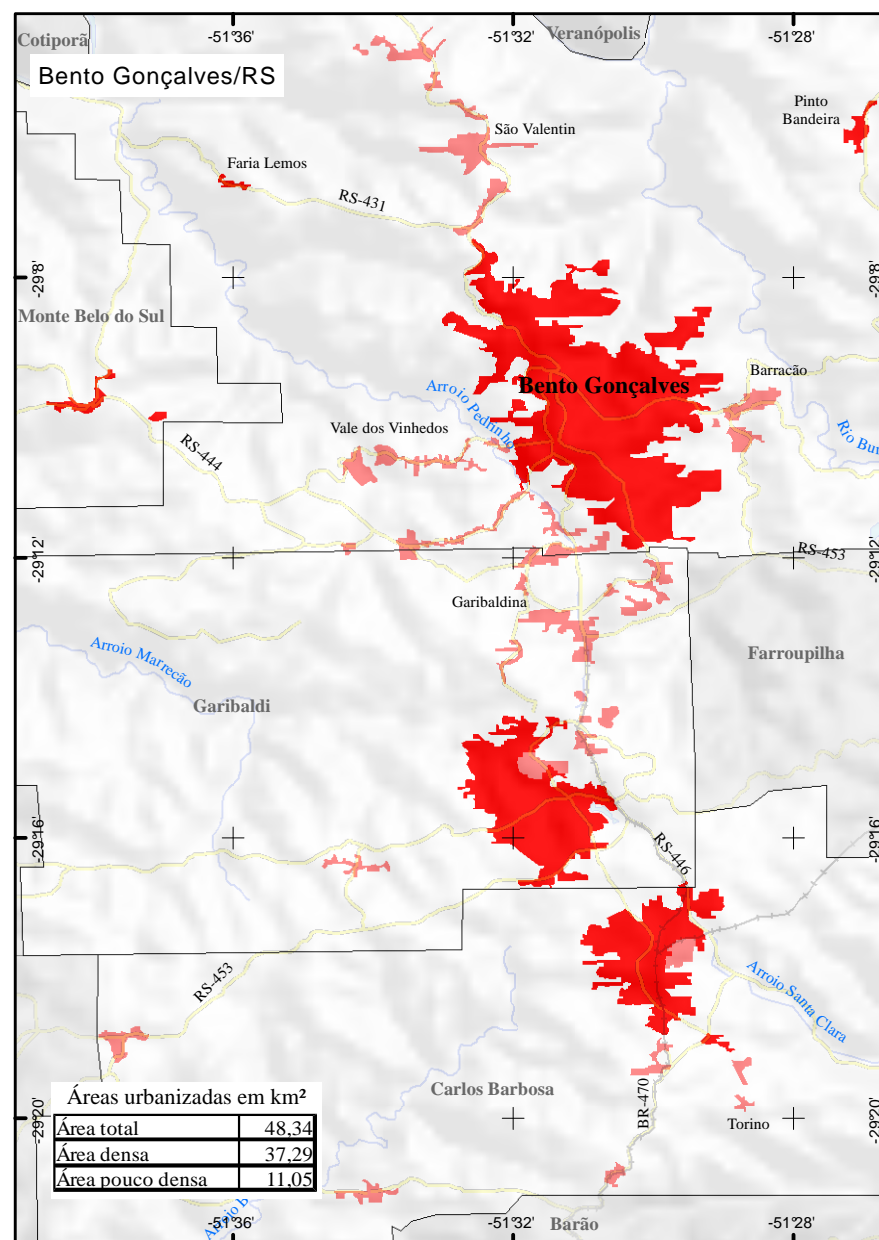 -51°36'
-51°32'
-51°28'
Cotiporã
Veranópolis
Bento Gonçalves/RS
Pinto
Bandeira
São Valentin
Faria Lemos
RS-431
-29°8'
-29°8'
Monte Belo do Sul
Bento Gonçalves
Barracão
Arroio Pedrinho
Vale dos Vinhedos
RS-444
Rio Bur
-29°12'
-29°12'
RS-453
Garibaldina
Arroio Marrecão
Farroupilha
Garibaldi
-29°16'
-29°16'
RS-446
RS-453
Arroio Santa Clara
Carlos Barbosa
BR-470
Torino
-29°20'
-29°20'
Áreas urbanizadas em km²
Área total 48,34
Área densa 37,29
Área pouco densa 11,05
Arroio B
Barão
-51°36'
-51°32'
-51°28'